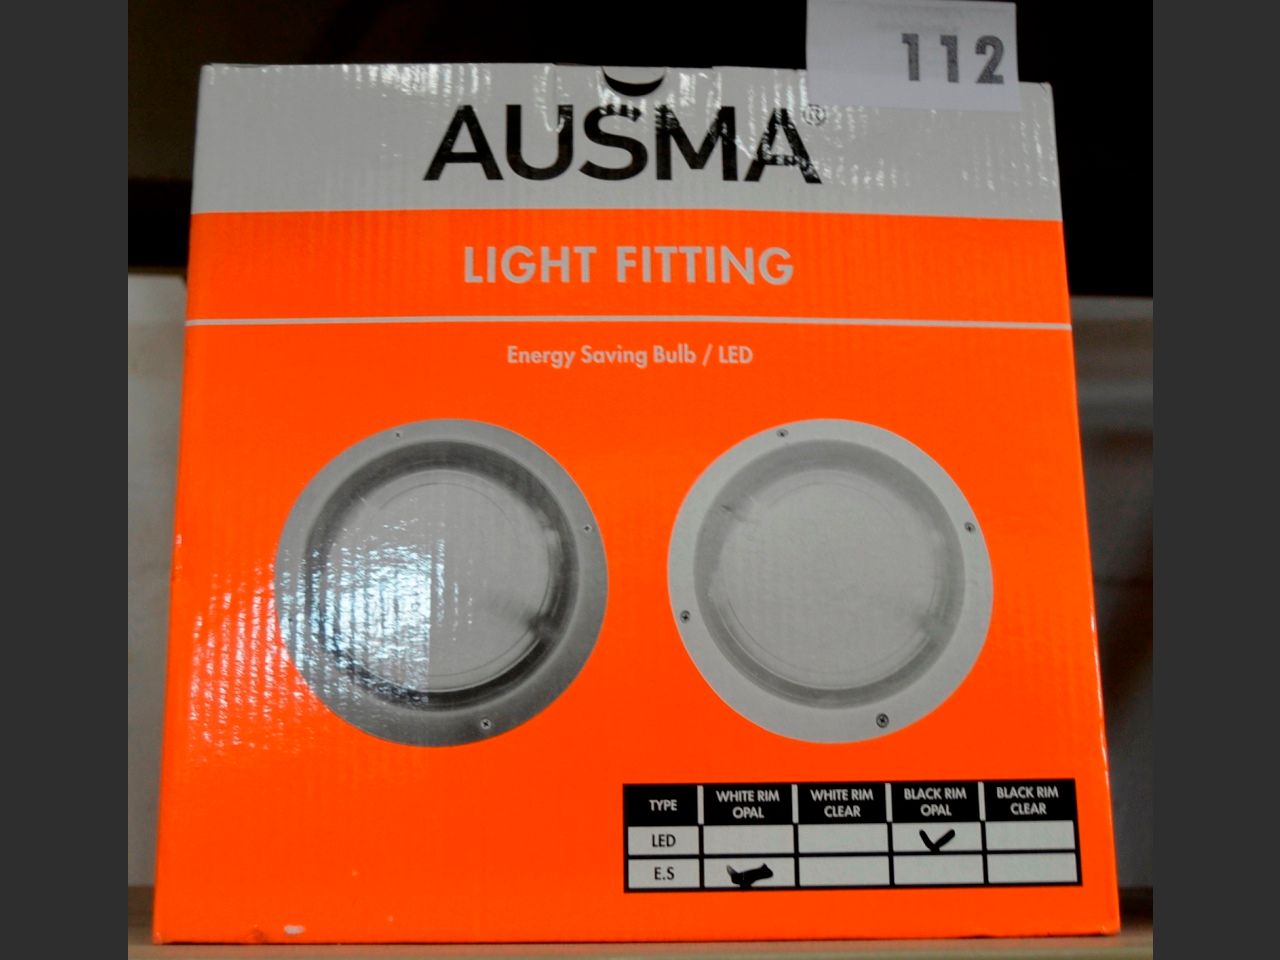 112
AUSMA®
LIGHT FITTING
Energy Saving Bulb / LED
TYPE WHITE RIM OPAL WHITE RIM CLEAR BLACK RIM OPAL BLACK RIM CLEAR
LED ✓
E.S ✓